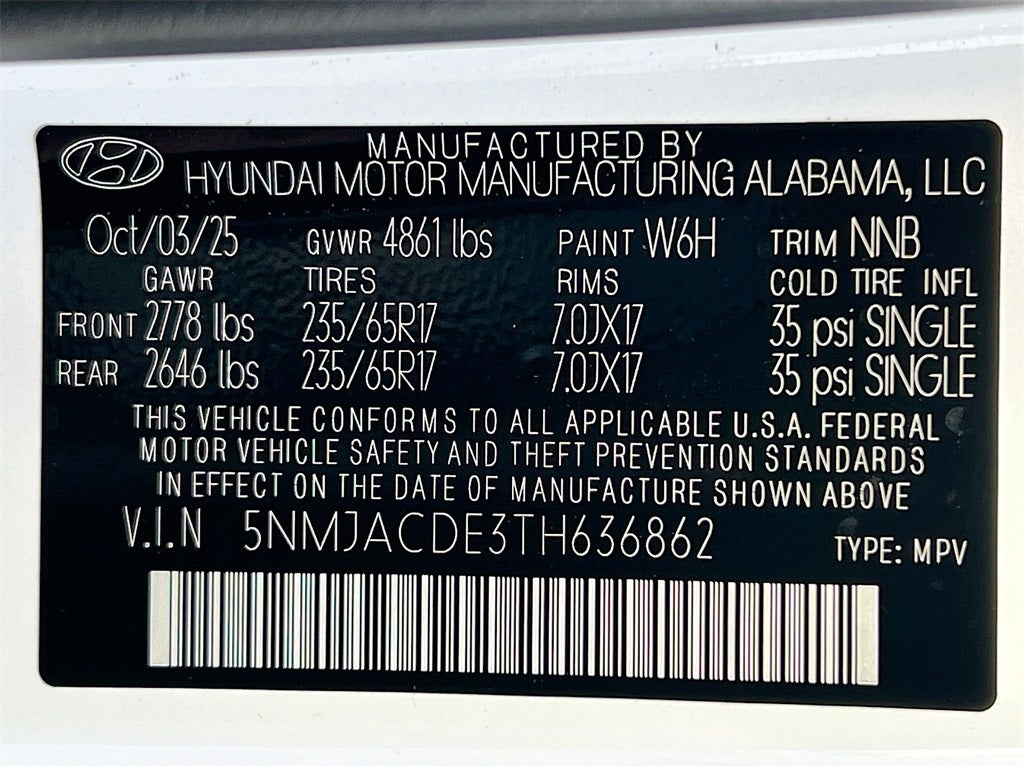 MANUFACTURED BY
HYUNDAI MOTOR MANUFACTURING ALABAMA, LLC
Oct/03/25 GVWR 4861 lbs PAINT W6H TRIM NNB
GAWR TIRES RIMS COLD TIRE INFL
FRONT 2778 lbs 235/65R17 7.0JX17 35 psi SINGLE
REAR 2646 lbs 235/65R17 7.0JX17 35 psi SINGLE
THIS VEHICLE CONFORMS TO ALL APPLICABLE U.S.A. FEDERAL
MOTOR VEHICLE SAFETY AND THEFT PREVENTION STANDARDS
IN EFFECT ON THE DATE OF MANUFACTURE SHOWN ABOVE
V.I.N 5NMJACDE3TH636862 TYPE: MPV